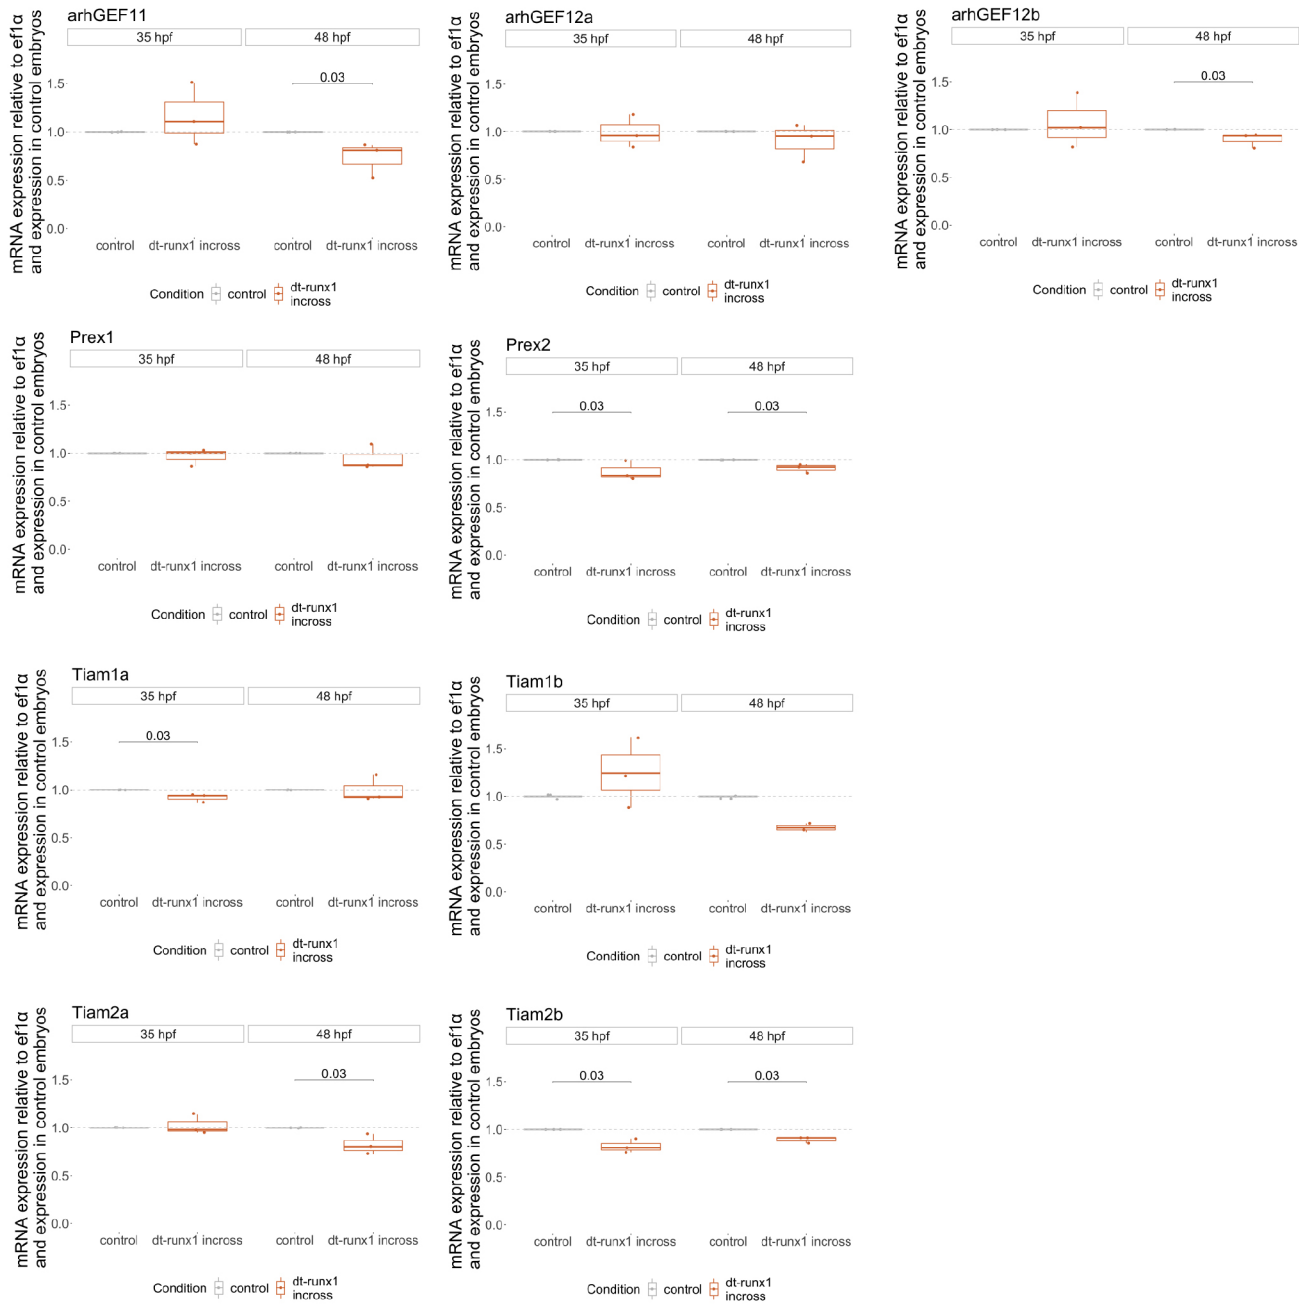 arhGEF11
mRNA expression relative to ef1α
and expression in control embryos
35 hpf
48 hpf
1.5
1.0
0.5
0.0
0.03
control
dt-runx1 incross
control
dt-runx1 incross
Condition
control
dt-runx1
incross
arhGEF12a
mRNA expression relative to ef1α
and expression in control embryos
35 hpf
48 hpf
1.5
1.0
0.5
0.0
control
dt-runx1 incross
control
dt-runx1 incross
Condition
control
dt-runx1
incross
arhGEF12b
mRNA expression relative to ef1α
and expression in control embryos
35 hpf
48 hpf
1.5
1.0
0.5
0.0
0.03
control
dt-runx1 incross
control
dt-runx1 incross
Condition
control
dt-runx1
incross
Prex1
mRNA expression relative to ef1α
and expression in control embryos
35 hpf
48 hpf
1.5
1.0
0.5
0.0
control
dt-runx1 incross
control
dt-runx1 incross
Condition
control
dt-runx1
incross
Prex2
mRNA expression relative to ef1α
and expression in control embryos
35 hpf
48 hpf
1.5
1.0
0.5
0.0
0.03
0.03
control
dt-runx1 incross
control
dt-runx1 incross
Condition
control
dt-runx1
incross
Tiam1a
mRNA expression relative to ef1α
and expression in control embryos
35 hpf
48 hpf
1.5
1.0
0.5
0.0
0.03
control
dt-runx1 incross
control
dt-runx1 incross
Condition
control
dt-runx1
incross
Tiam1b
mRNA expression relative to ef1α
and expression in control embryos
35 hpf
48 hpf
1.5
1.0
0.5
0.0
control
dt-runx1 incross
control
dt-runx1 incross
Condition
control
dt-runx1
incross
Tiam2a
mRNA expression relative to ef1α
and expression in control embryos
35 hpf
48 hpf
1.5
1.0
0.5
0.0
0.03
control
dt-runx1 incross
control
dt-runx1 incross
Condition
control
dt-runx1
incross
Tiam2b
mRNA expression relative to ef1α
and expression in control embryos
35 hpf
48 hpf
1.5
1.0
0.5
0.0
0.03
0.03
control
dt-runx1 incross
control
dt-runx1 incross
Condition
control
dt-runx1
incross